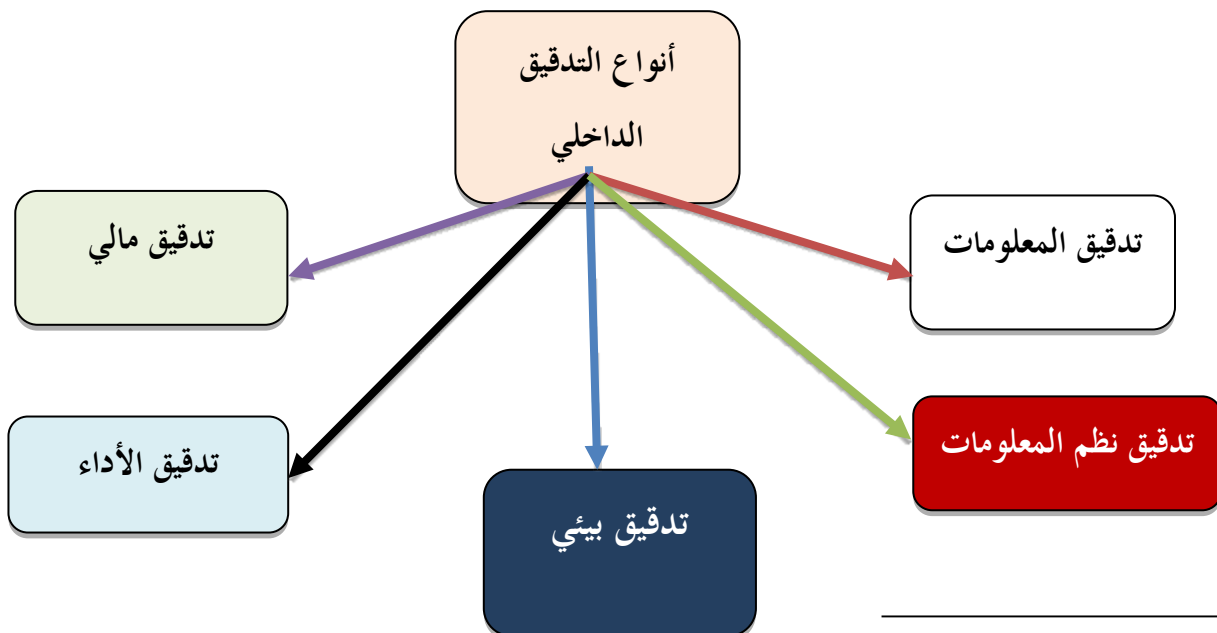 أنواع التدقيق
الداخلي
تدقيق المعلومات
تدقيق مالي
تدقيق نظم المعلومات
تدقيق الأداء
تدقيق بيئي